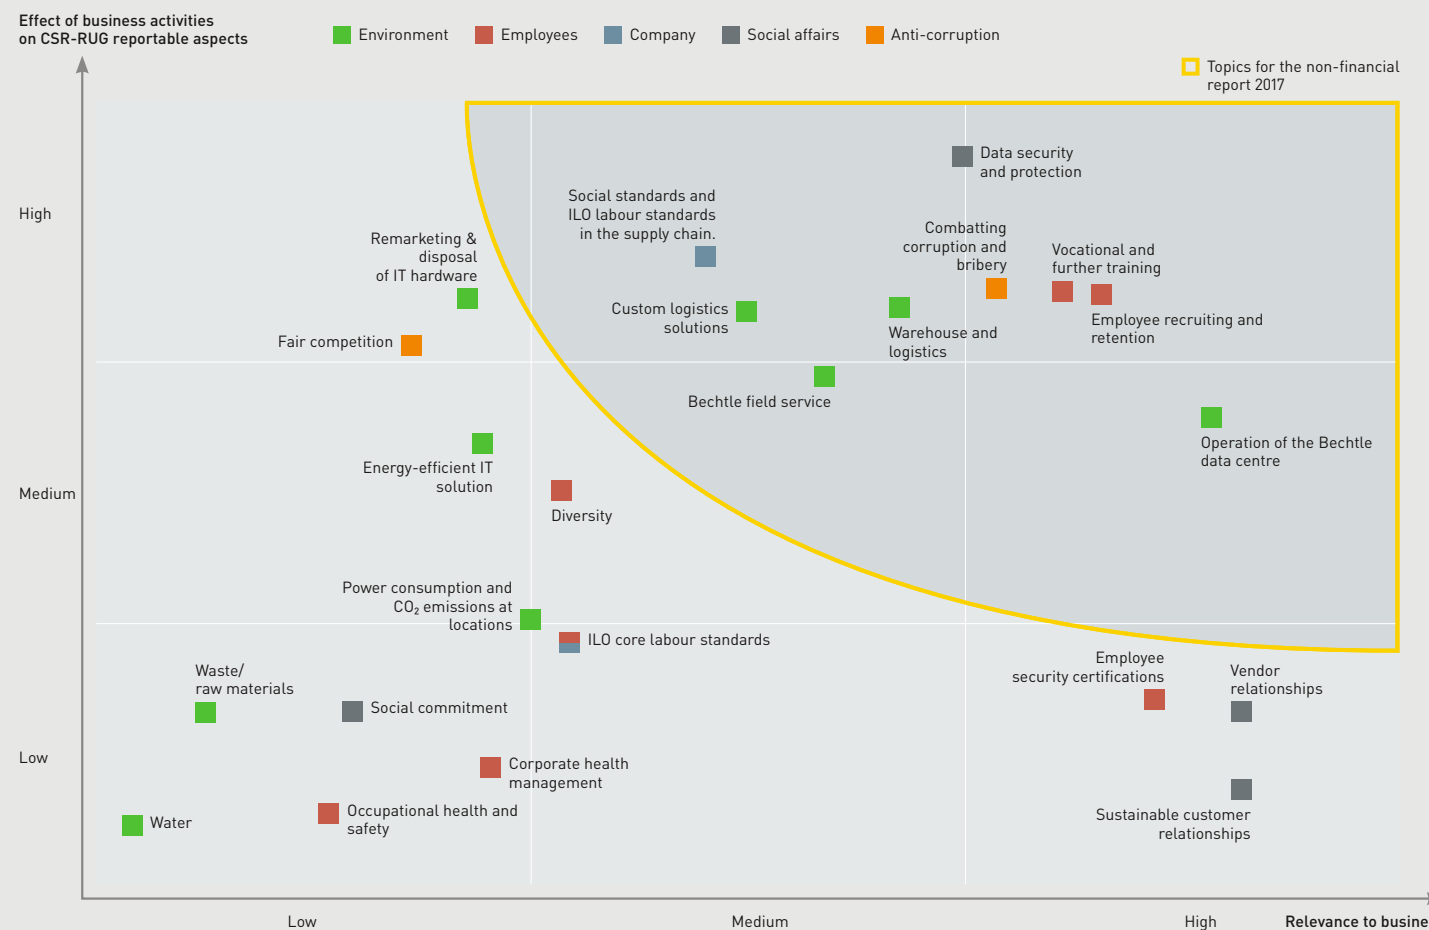 Effect of business activities
on CSR-RUG reportable aspects
Environment
Employees
Company
Social affairs
Anti-corruption
Topics for the non-financial
report 2017
High
Medium
Low
Data security
and protection
Social standards and
ILO labour standards
in the supply chain.
Remarketing &
disposal
of IT hardware
Combatting
corruption and
bribery
Vocational and
further training
Custom logistics
solutions
Warehouse and
logistics
Employee recruiting and
retention
Fair competition
Bechtle field service
Operation of the Bechtle
data centre
Energy-efficient IT
solution
Diversity
Power consumption and
CO₂ emissions at
locations
ILO core labour standards
Employee
security certifications
Vendor
relationships
Waste/
raw materials
Social commitment
Corporate health
management
Occupational health and
safety
Water
Sustainable customer
relationships
Low
Medium
High
Relevance to busine